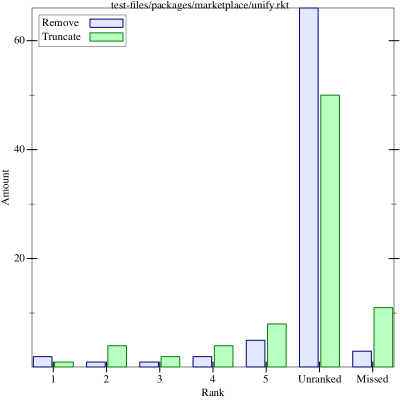 test-files/packages/marketplace/unify.rkt
Remove
Truncate
60
40
20
Amount
1 2 3 4 5 Unranked Missed
Rank